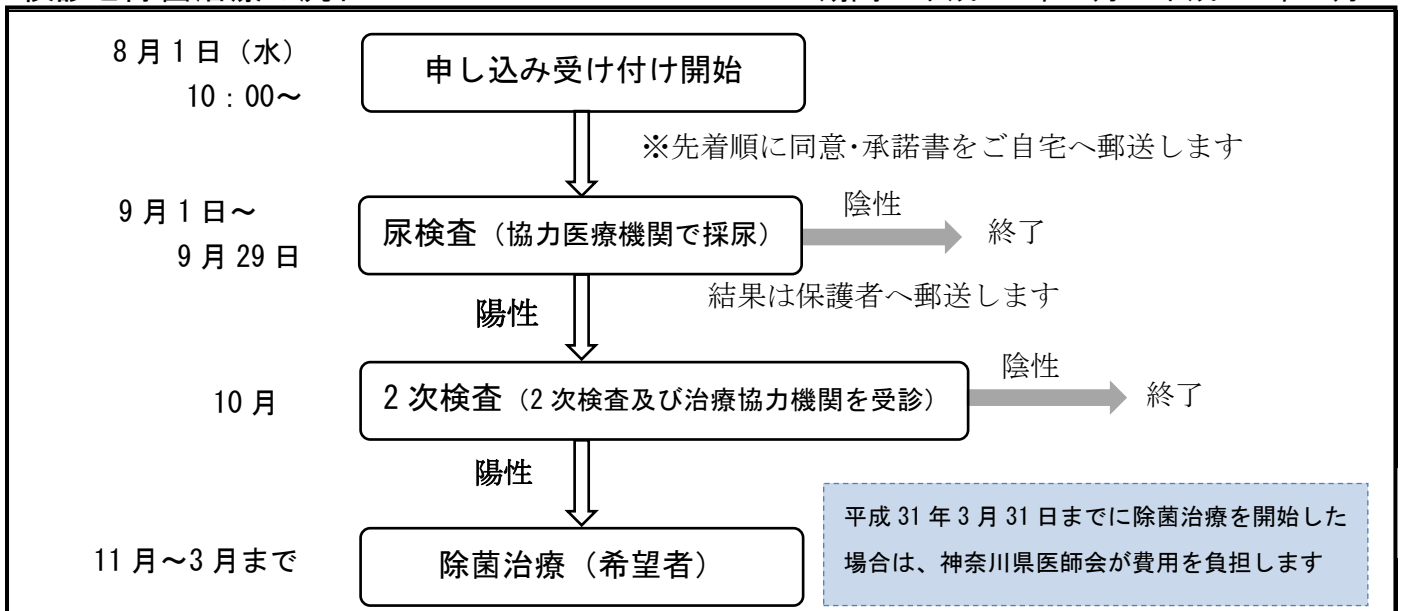 8月1日（水）
10：00～
申し込み受け付け開始
※先着順に同意・承諾書をご自宅へ郵送します
9月1日～
9月29日
尿検査（協力医療機関で採尿）
陰性
終了
結果は保護者へ郵送します
陽性
10月
2次検査（2次検査及び治療協力機関を受診）
陰性
終了
陽性
11月～3月まで
除菌治療（希望者）
平成31年3月31日までに除菌治療を開始した
場合は、神奈川県医師会が費用を負担します